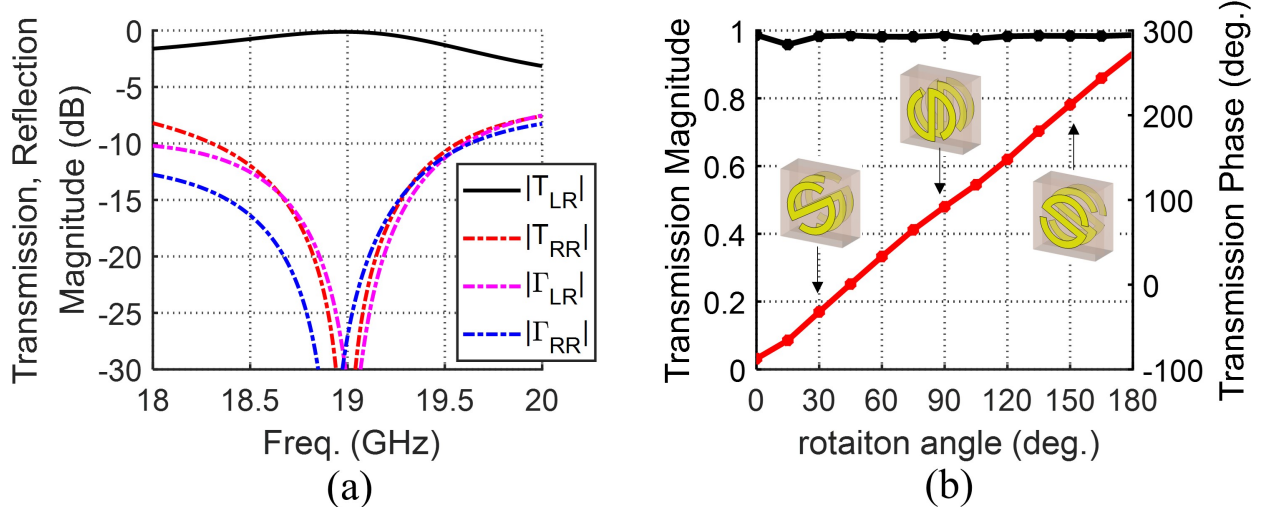 Transmission, Reflection
Magnitude (dB)
0
-5
-10
-15
-20
-25
-30
18
18.5
19
19.5
20
Freq. (GHz)
|T_LR|
|T_RR|
|Γ_LR|
|Γ_RR|
(a)
Transmission Magnitude
1
0.8
0.6
0.4
0.2
0
0
30
60
90
120
150
180
rotaiton angle (deg.)
300
200
100
0
-100
Transmission Phase (deg.)
(b)